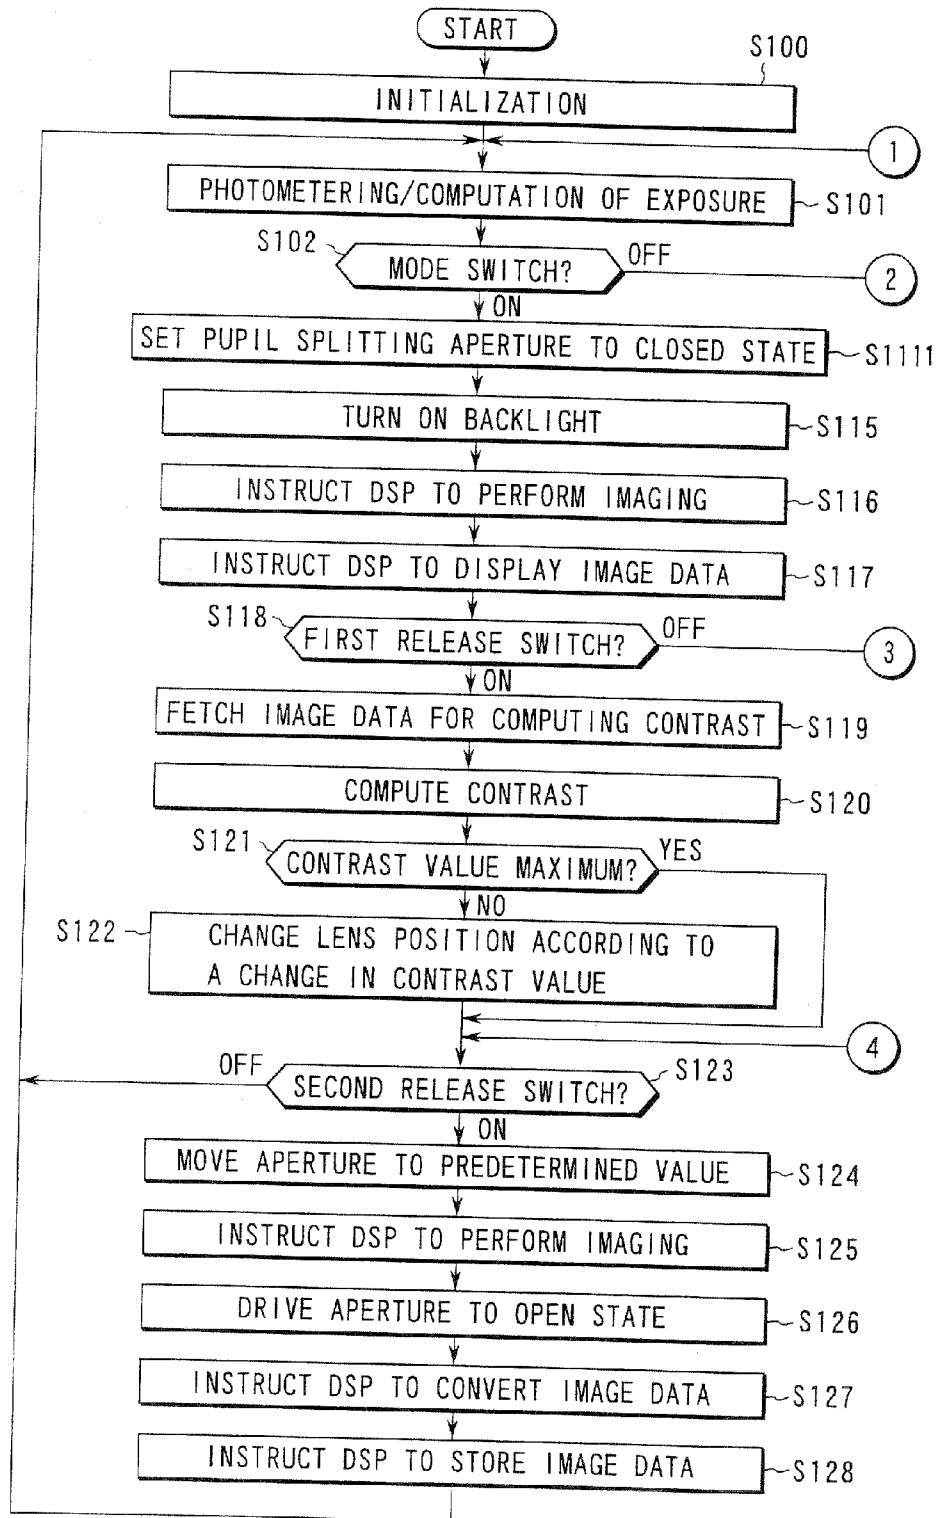 START
S100
INITIALIZATION
1
PHOTOMETERING/COMPUTATION OF EXPOSURE
S101
S102
MODE SWITCH?
OFF
2
ON
SET PUPIL SPLITTING APERTURE TO CLOSED STATE
S1111
TURN ON BACKLIGHT
S115
INSTRUCT DSP TO PERFORM IMAGING
S116
INSTRUCT DSP TO DISPLAY IMAGE DATA
S117
S118
FIRST RELEASE SWITCH?
OFF
3
ON
FETCH IMAGE DATA FOR COMPUTING CONTRAST
S119
COMPUTE CONTRAST
S120
S121
CONTRAST VALUE MAXIMUM?
YES
NO
S122
CHANGE LENS POSITION ACCORDING TO
A CHANGE IN CONTRAST VALUE
4
OFF
SECOND RELEASE SWITCH?
S123
ON
MOVE APERTURE TO PREDETERMINED VALUE
S124
INSTRUCT DSP TO PERFORM IMAGING
S125
DRIVE APERTURE TO OPEN STATE
S126
INSTRUCT DSP TO CONVERT IMAGE DATA
S127
INSTRUCT DSP TO STORE IMAGE DATA
S128